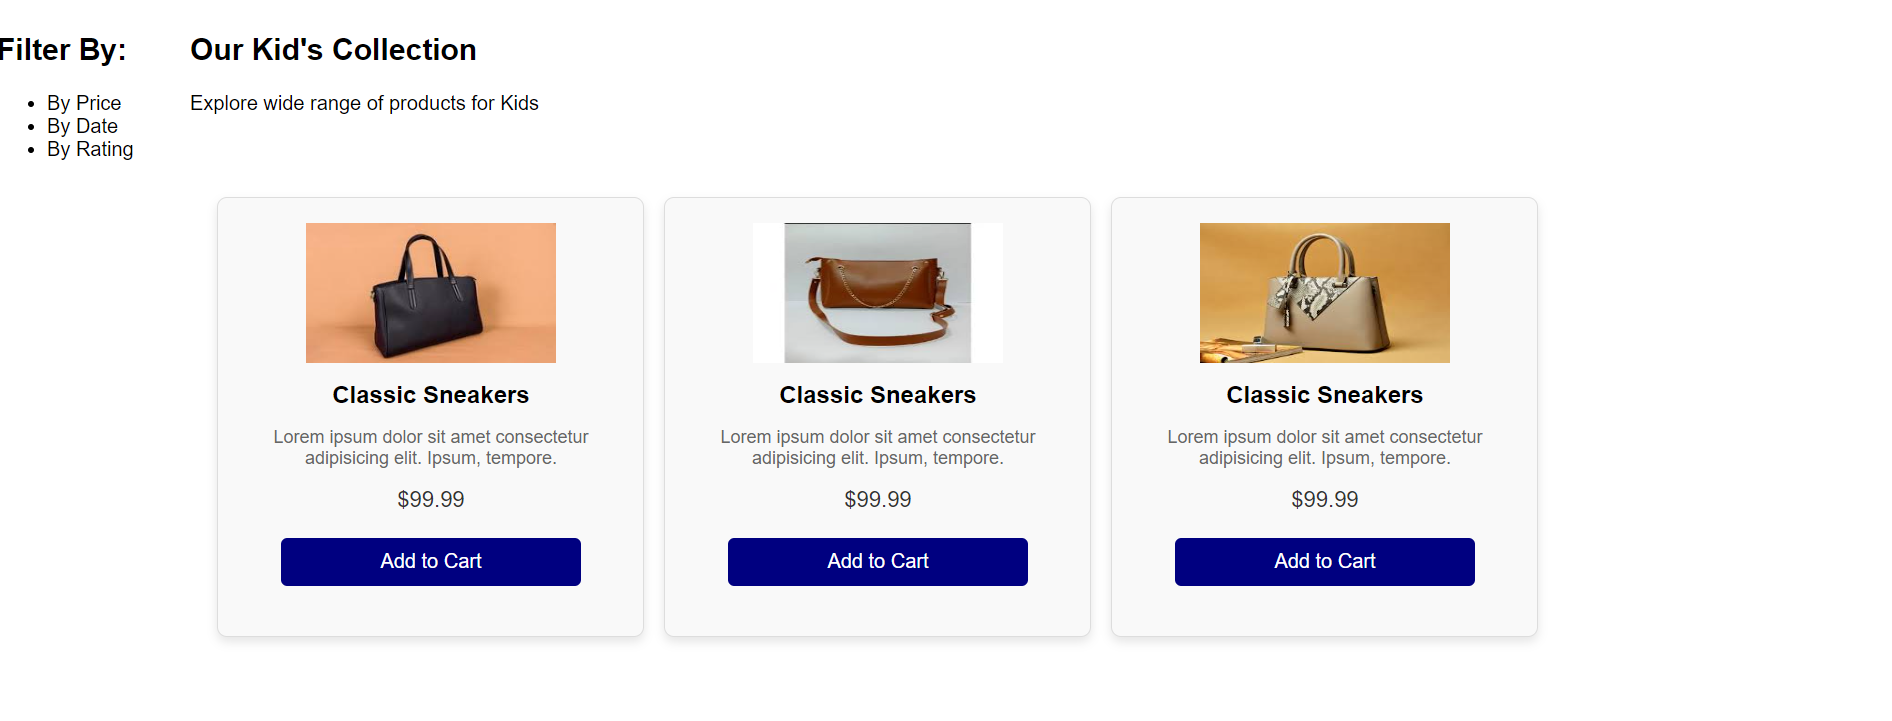 Filter By:
• By Price
• By Date
• By Rating
Our Kid's Collection
Explore wide range of products for Kids
Classic Sneakers
Lorem ipsum dolor sit amet consectetur
adipisicing elit. Ipsum, tempore.
$99.99
Add to Cart
Classic Sneakers
Lorem ipsum dolor sit amet consectetur
adipisicing elit. Ipsum, tempore.
$99.99
Add to Cart
Classic Sneakers
Lorem ipsum dolor sit amet consectetur
adipisicing elit. Ipsum, tempore.
$99.99
Add to Cart